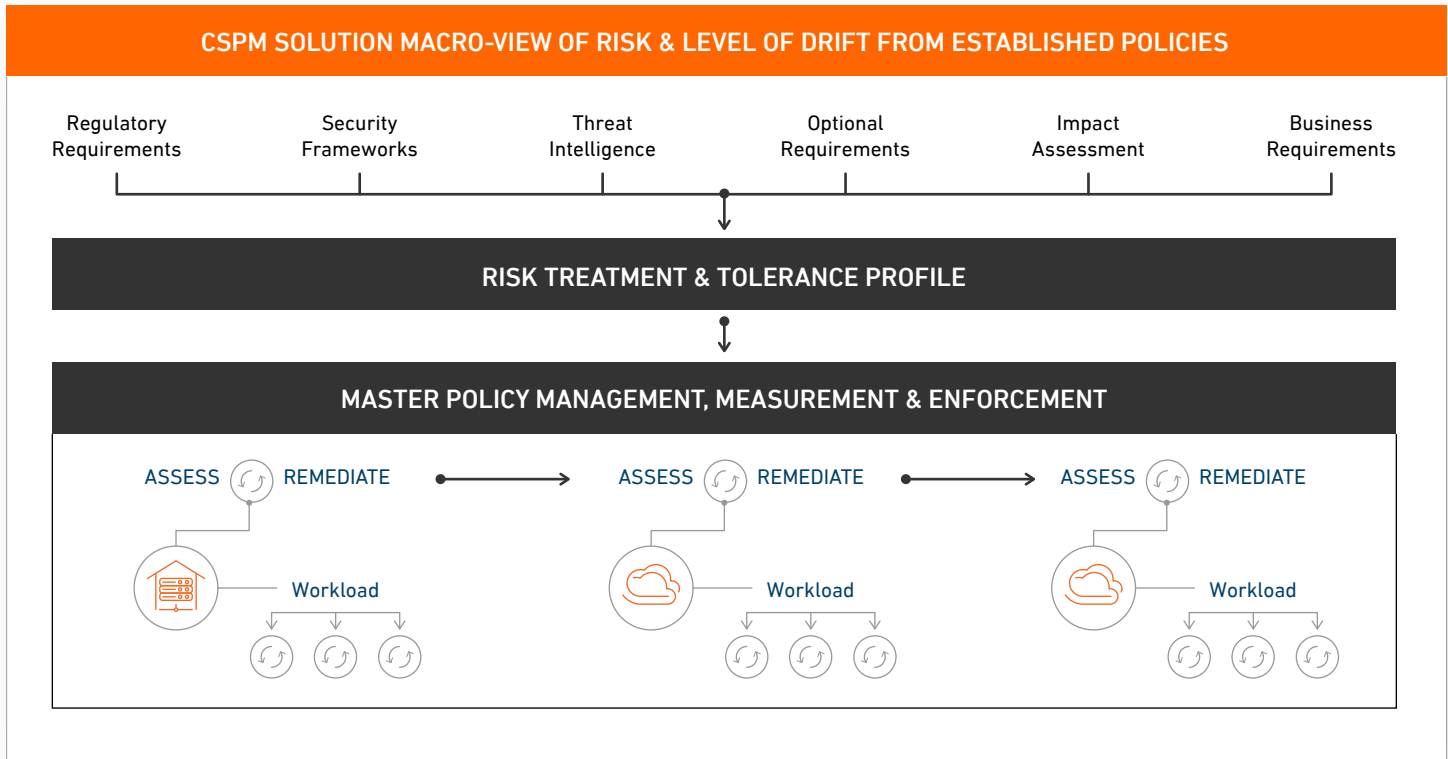 CSPM SOLUTION MACRO-VIEW OF RISK & LEVEL OF DRIFT FROM ESTABLISHED POLICIES
Regulatory
Requirements
Security
Frameworks
Threat
Intelligence
Optional
Requirements
Impact
Assessment
Business
Requirements
RISK TREATMENT & TOLERANCE PROFILE
MASTER POLICY MANAGEMENT, MEASUREMENT & ENFORCEMENT
ASSESS REMEDIATE
Workload
ASSESS REMEDIATE
Workload
ASSESS REMEDIATE
Workload